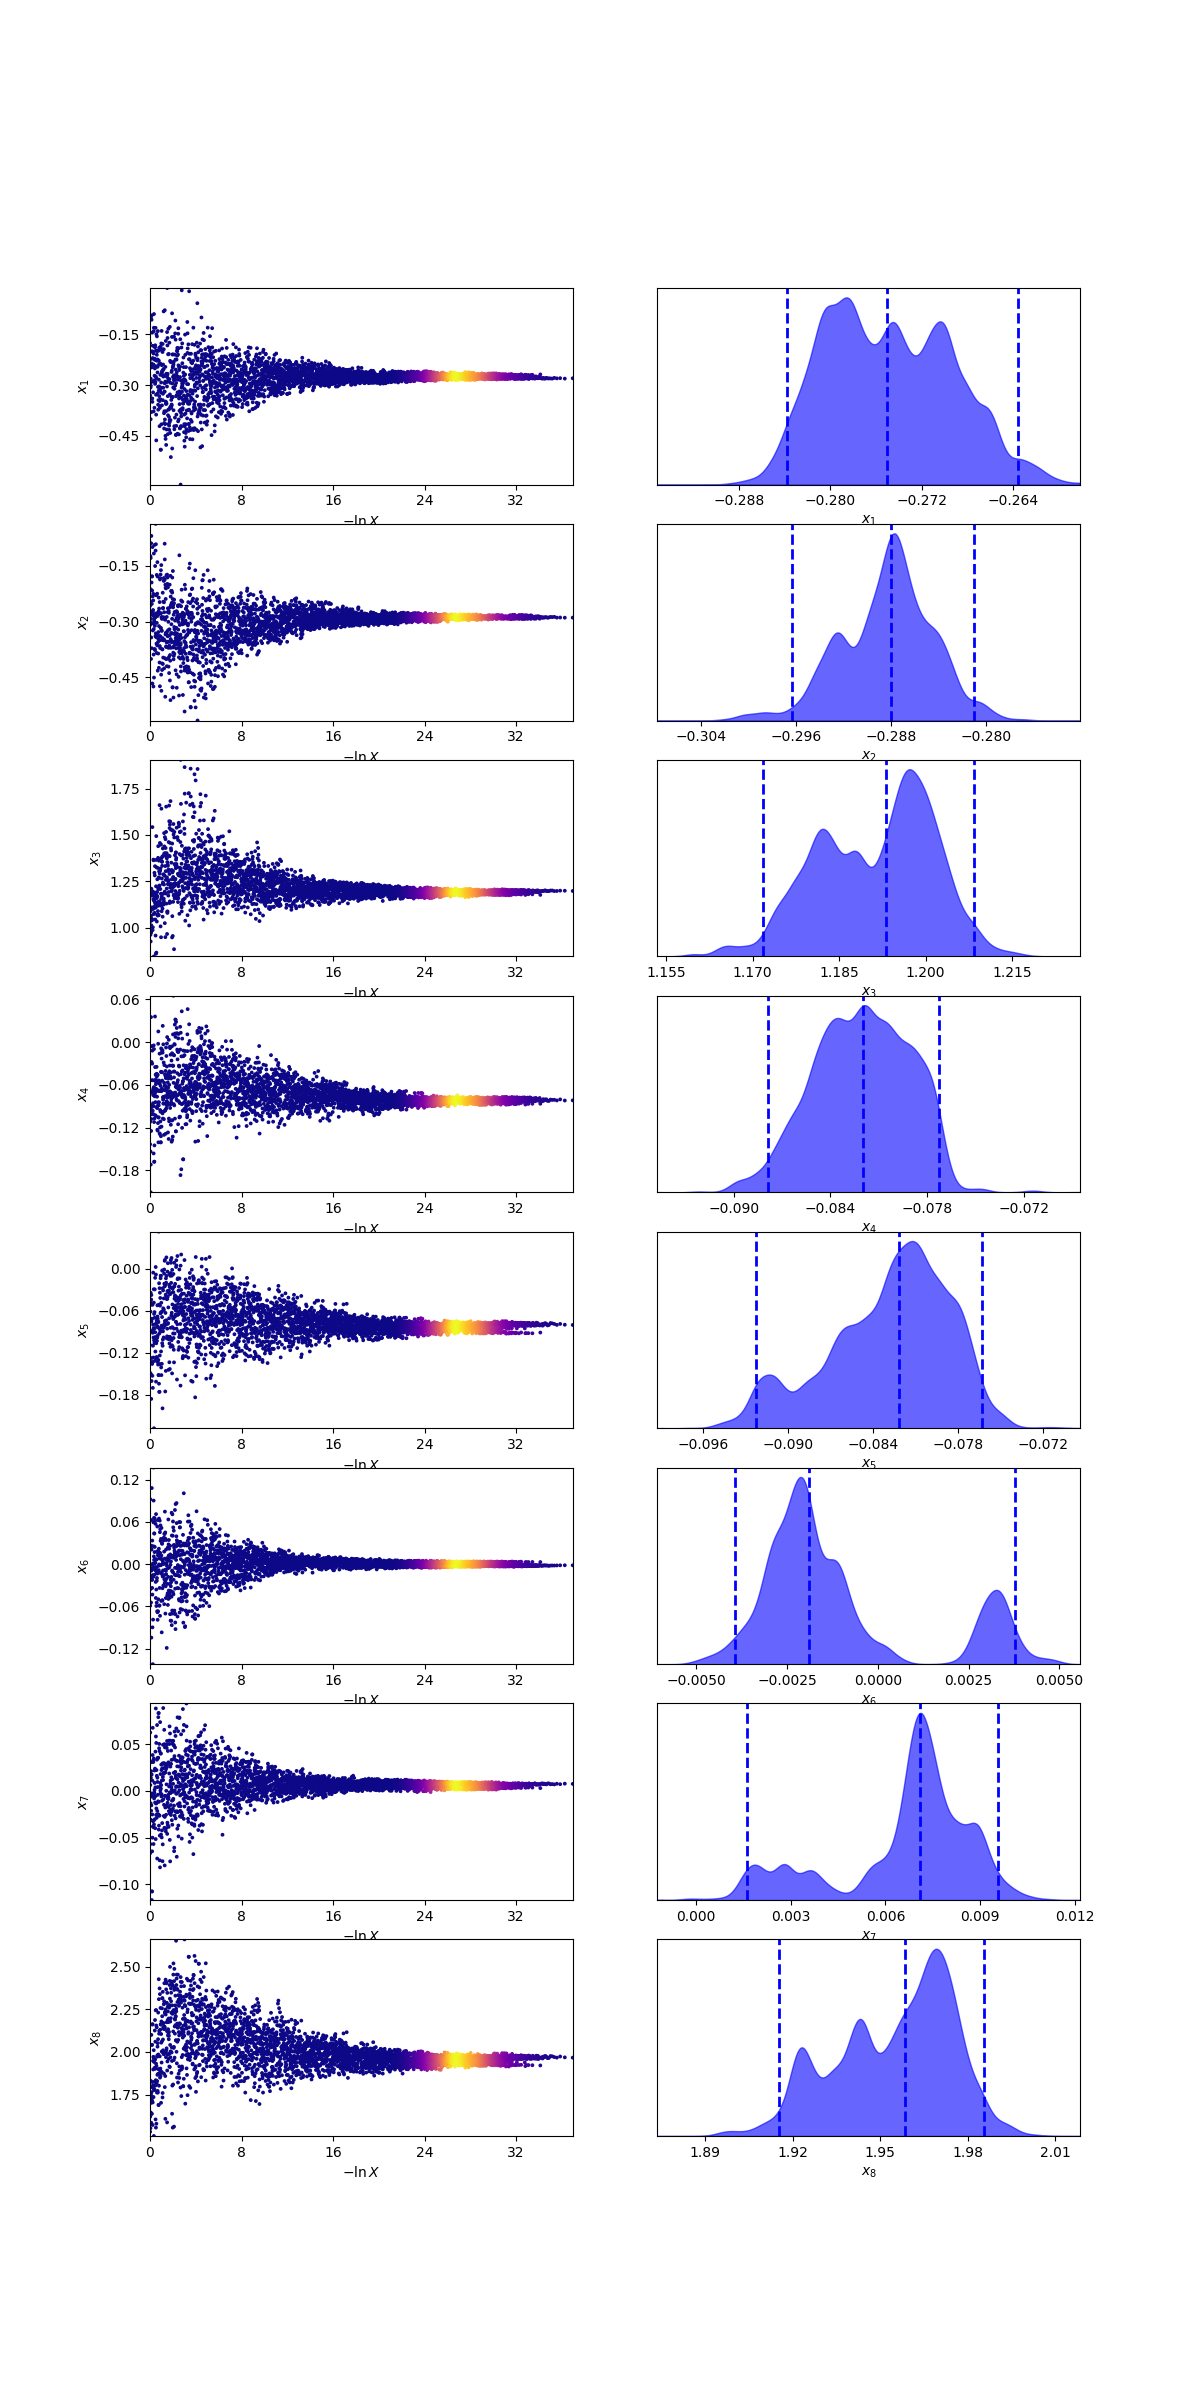 −0.15
−0.30
−0.45
x₁
0 8 16 24 32
−ln X
−0.288 −0.280 −0.272 −0.264
x₁
−0.15
−0.30
−0.45
x₂
0 8 16 24 32
−ln X
−0.304 −0.296 −0.288 −0.280
x₂
1.75
1.50
1.25
1.00
x₃
0 8 16 24 32
−ln X
1.155 1.170 1.185 1.200 1.215
x₃
0.06
0.00
−0.06
−0.12
−0.18
x₄
0 8 16 24 32
−ln X
−0.090 −0.084 −0.078 −0.072
x₄
0.00
−0.06
−0.12
−0.18
x₅
0 8 16 24 32
−ln X
−0.096 −0.090 −0.084 −0.078 −0.072
x₅
0.12
0.06
0.00
−0.06
−0.12
x₆
0 8 16 24 32
−ln X
−0.0050 −0.0025 0.0000 0.0025 0.0050
x₆
0.05
0.00
−0.05
−0.10
x₇
0 8 16 24 32
−ln X
0.000 0.003 0.006 0.009 0.012
x₇
2.50
2.25
2.00
1.75
x₈
0 8 16 24 32
−ln X
1.89 1.92 1.95 1.98 2.01
x₈